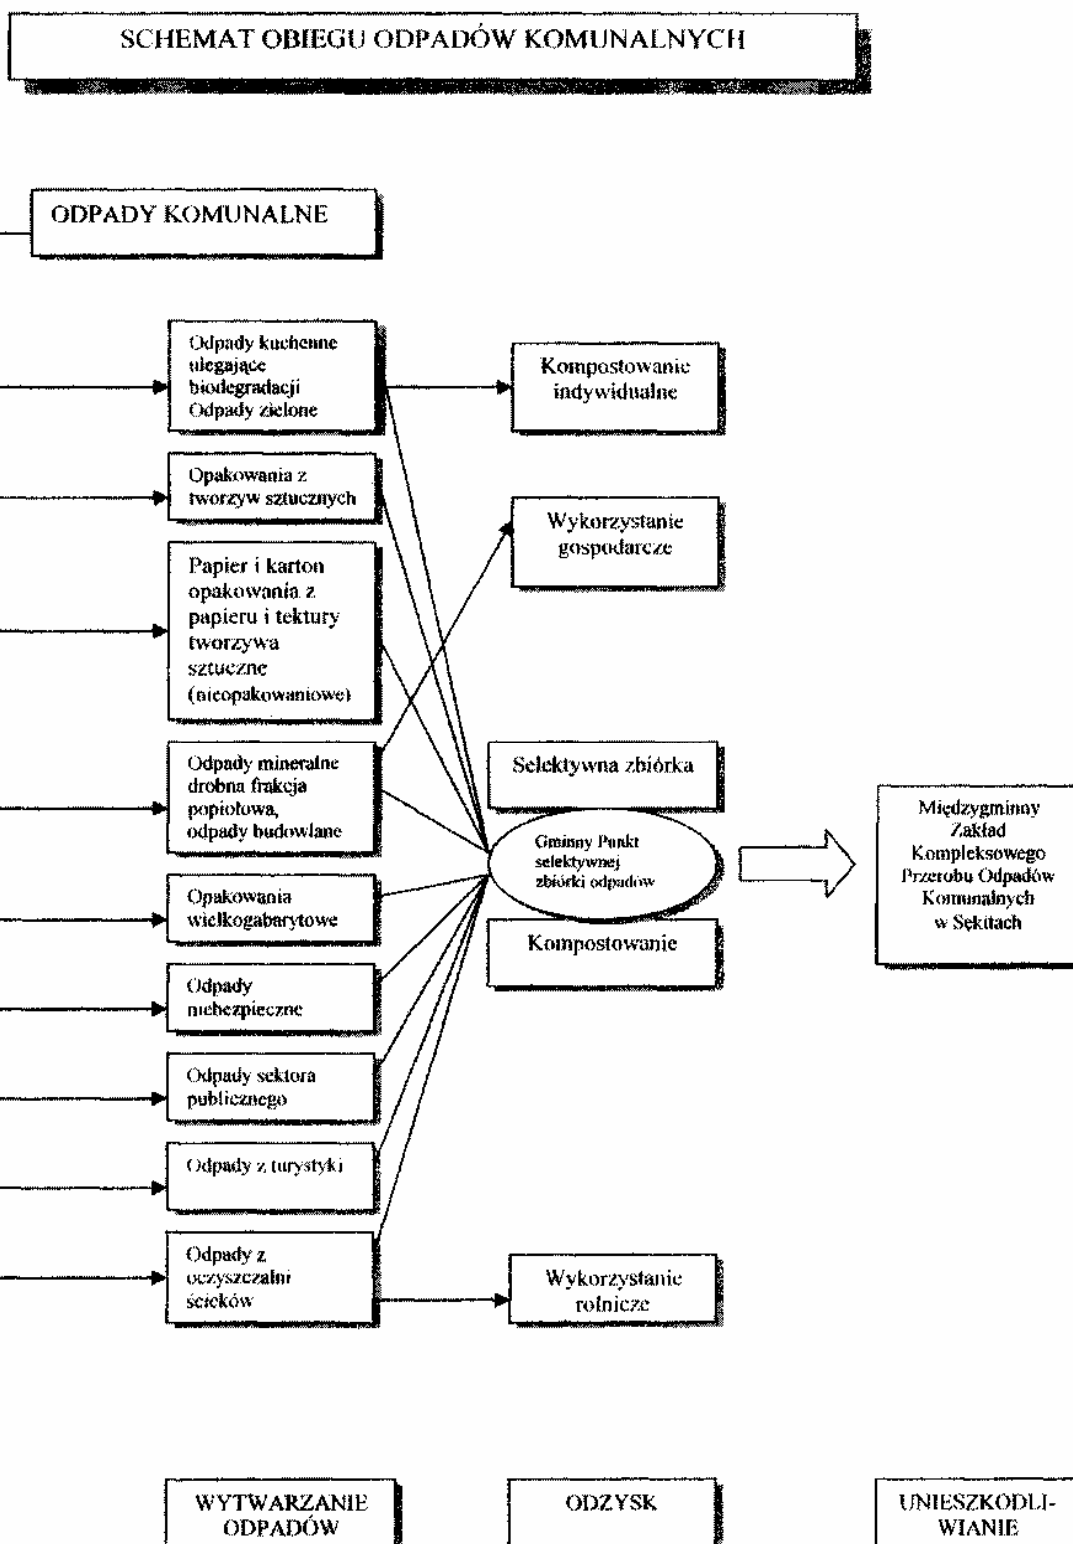 SCHEMAT OBIEGU ODPADÓW KOMUNALNYCH
ODPADY KOMUNALNE
Odpady kuchenne
ulegające
biodegradacji
Odpady zielone
Kompostowanie
indywidualne
Opakowania z
tworzyw sztucznych
Wykorzystanie
gospodarcze
Papier i karton
opakowania z
papieru i tektury
tworzywa
sztuczne
(nieopakowaniowe)
Odpady mineralne
drobna frakcja
popiołowa,
odpady budowlane
Selektywna zbiórka
Gminny Punkt
selektywnej
zbiórki odpadów
Kompostowanie
Międzygminny
Zakład
Kompleksowego
Przerobu Odpadów
Komunalnych
w Sękitach
Opakowania
wielkogabarytowe
Odpady
niebezpieczne
Odpady sektora
publicznego
Odpady z turystyki
Odpady z
oczyszczalni
ścieków
Wykorzystanie
rolnicze
WYTWARZANIE
ODPADÓW
ODZYSK
UNIESZKODLI-
WIANIE